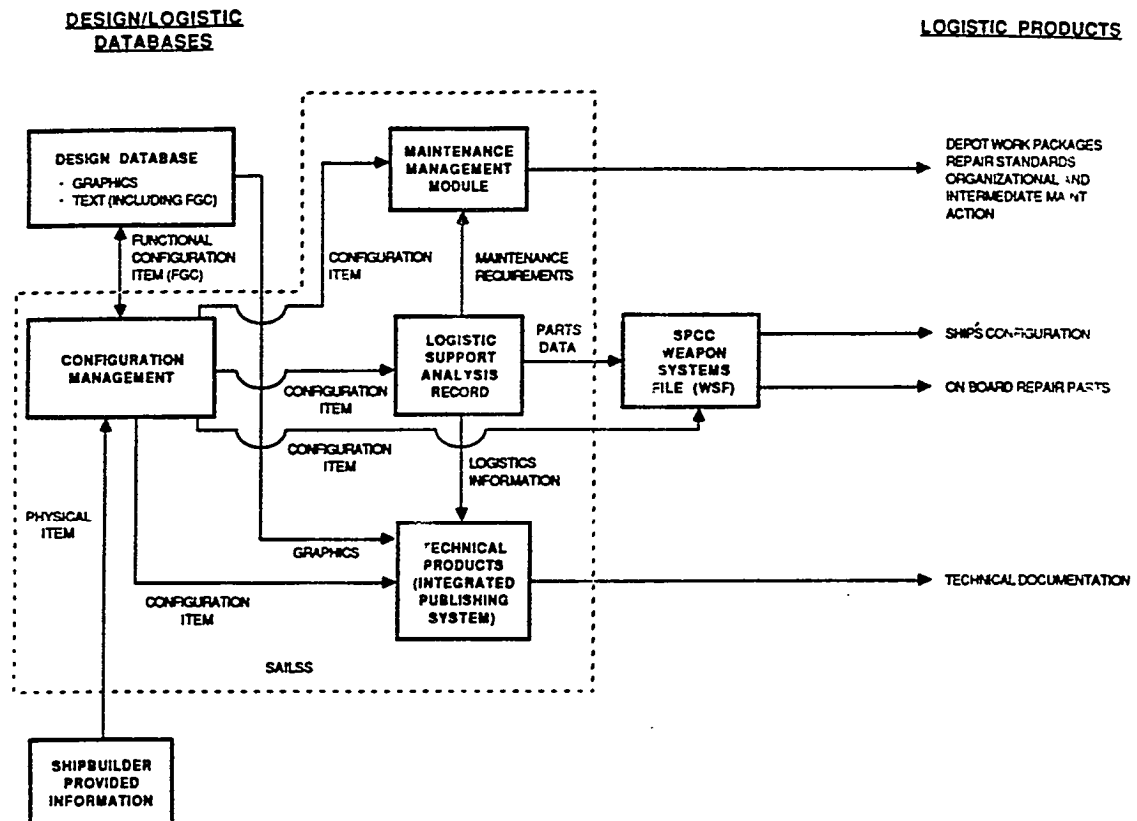 DESIGN/LOGISTIC
DATABASES
LOGISTIC PRODUCTS
DESIGN DATABASE
• GRAPHICS
• TEXT (INCLUDING FGC)
MAINTENANCE
MANAGEMENT
MODULE
DEPOT WORK PACKAGES
REPAIR STANDARDS
ORGANIZATIONAL AND
INTERMEDIATE
ACTION
FUNCTIONAL
CONFIGURATION
ITEM (FGC)
CONFIGURATION
ITEM
MAINTENANCE
REQUIREMENTS
CONFIGURATION
MANAGEMENT
CONFIGURATION
ITEM
LOGISTIC
SUPPORT
ANALYSIS
RECORD
PARTS
DATA
SPCC
WEAPON
SYSTEMS
FILE (WSF)
SHIP'S CONFIGURATION
ON BOARD REPAIR PARTS
CONFIGURATION
ITEM
LOGISTICS
INFORMATION
PHYSICAL
ITEM
GRAPHICS
CONFIGURATION
ITEM
TECHNICAL
PRODUCTS
(INTEGRATED
PUBLISHING
SYSTEM)
TECHNICAL DOCUMENTATION
SAILSS
SHIPBUILDER
PROVIDED
INFORMATION